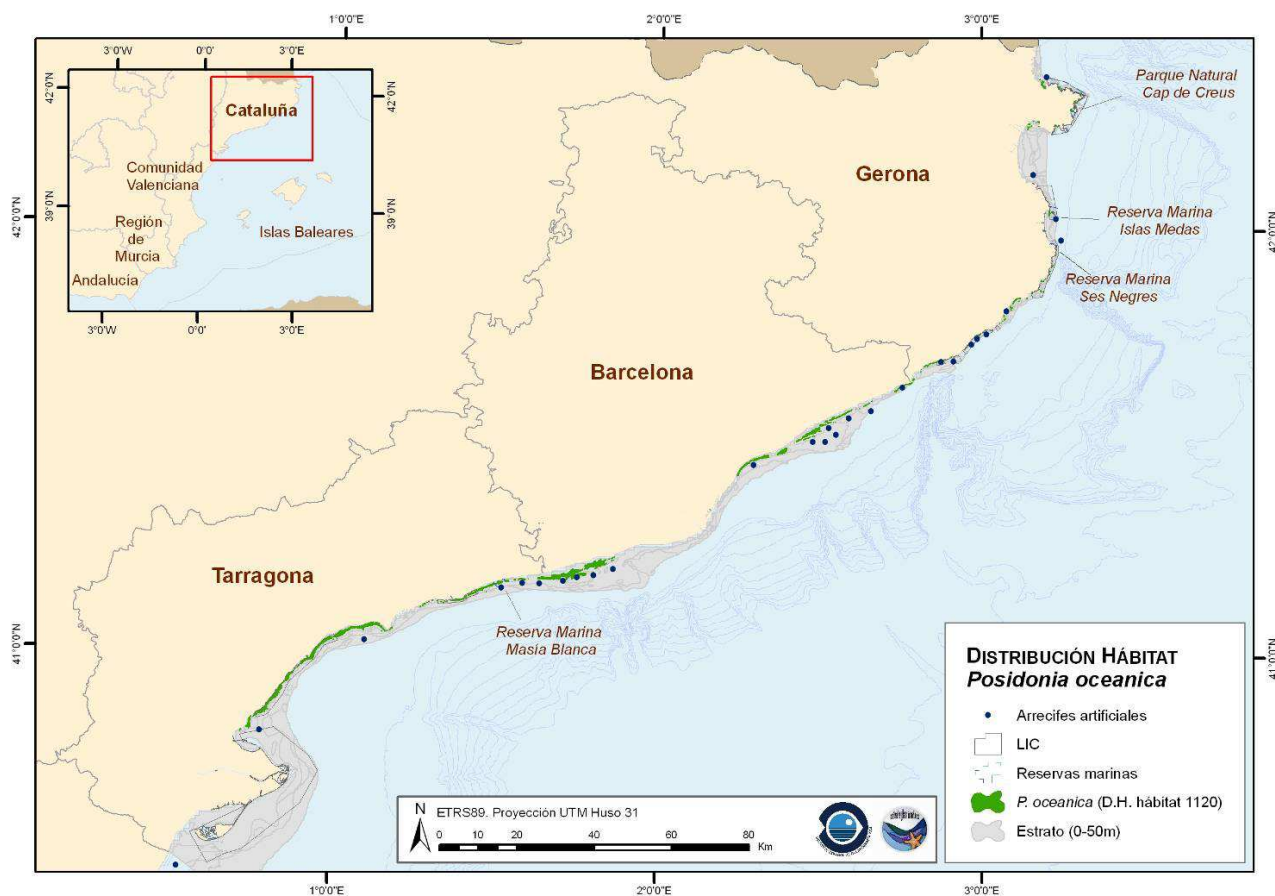 1°0'0"E
2°0'0"E
3°0'0"E
3°0'W
0°0'
3°0'E
42°0'N
42°0'N
Cataluña
Comunidad
Valenciana
39°0'N
39°0'N
Región
de
Murcia
Islas Baleares
Andalucía
3°0'W
0°0'
3°0'E
Parque Natural
Cap de Creus
Gerona
42°0'0"N
42°0'0"N
Reserva Marina
Islas Medas
Reserva Marina
Ses Negres
Barcelona
Tarragona
Reserva Marina
Masía Blanca
41°0'0"N
41°0'0"N
DISTRIBUCIÓN HÁBITAT
Posidonia oceanica
Arrecifes artificiales
LIC
Reservas marinas
P. oceanica (D.H. hábitat 1120)
Estrato (0-50m)
N
ETRS89. Proyección UTM Huso 31
0 10 20 40 60 80
Km
1°0'0"E
2°0'0"E
3°0'0"E